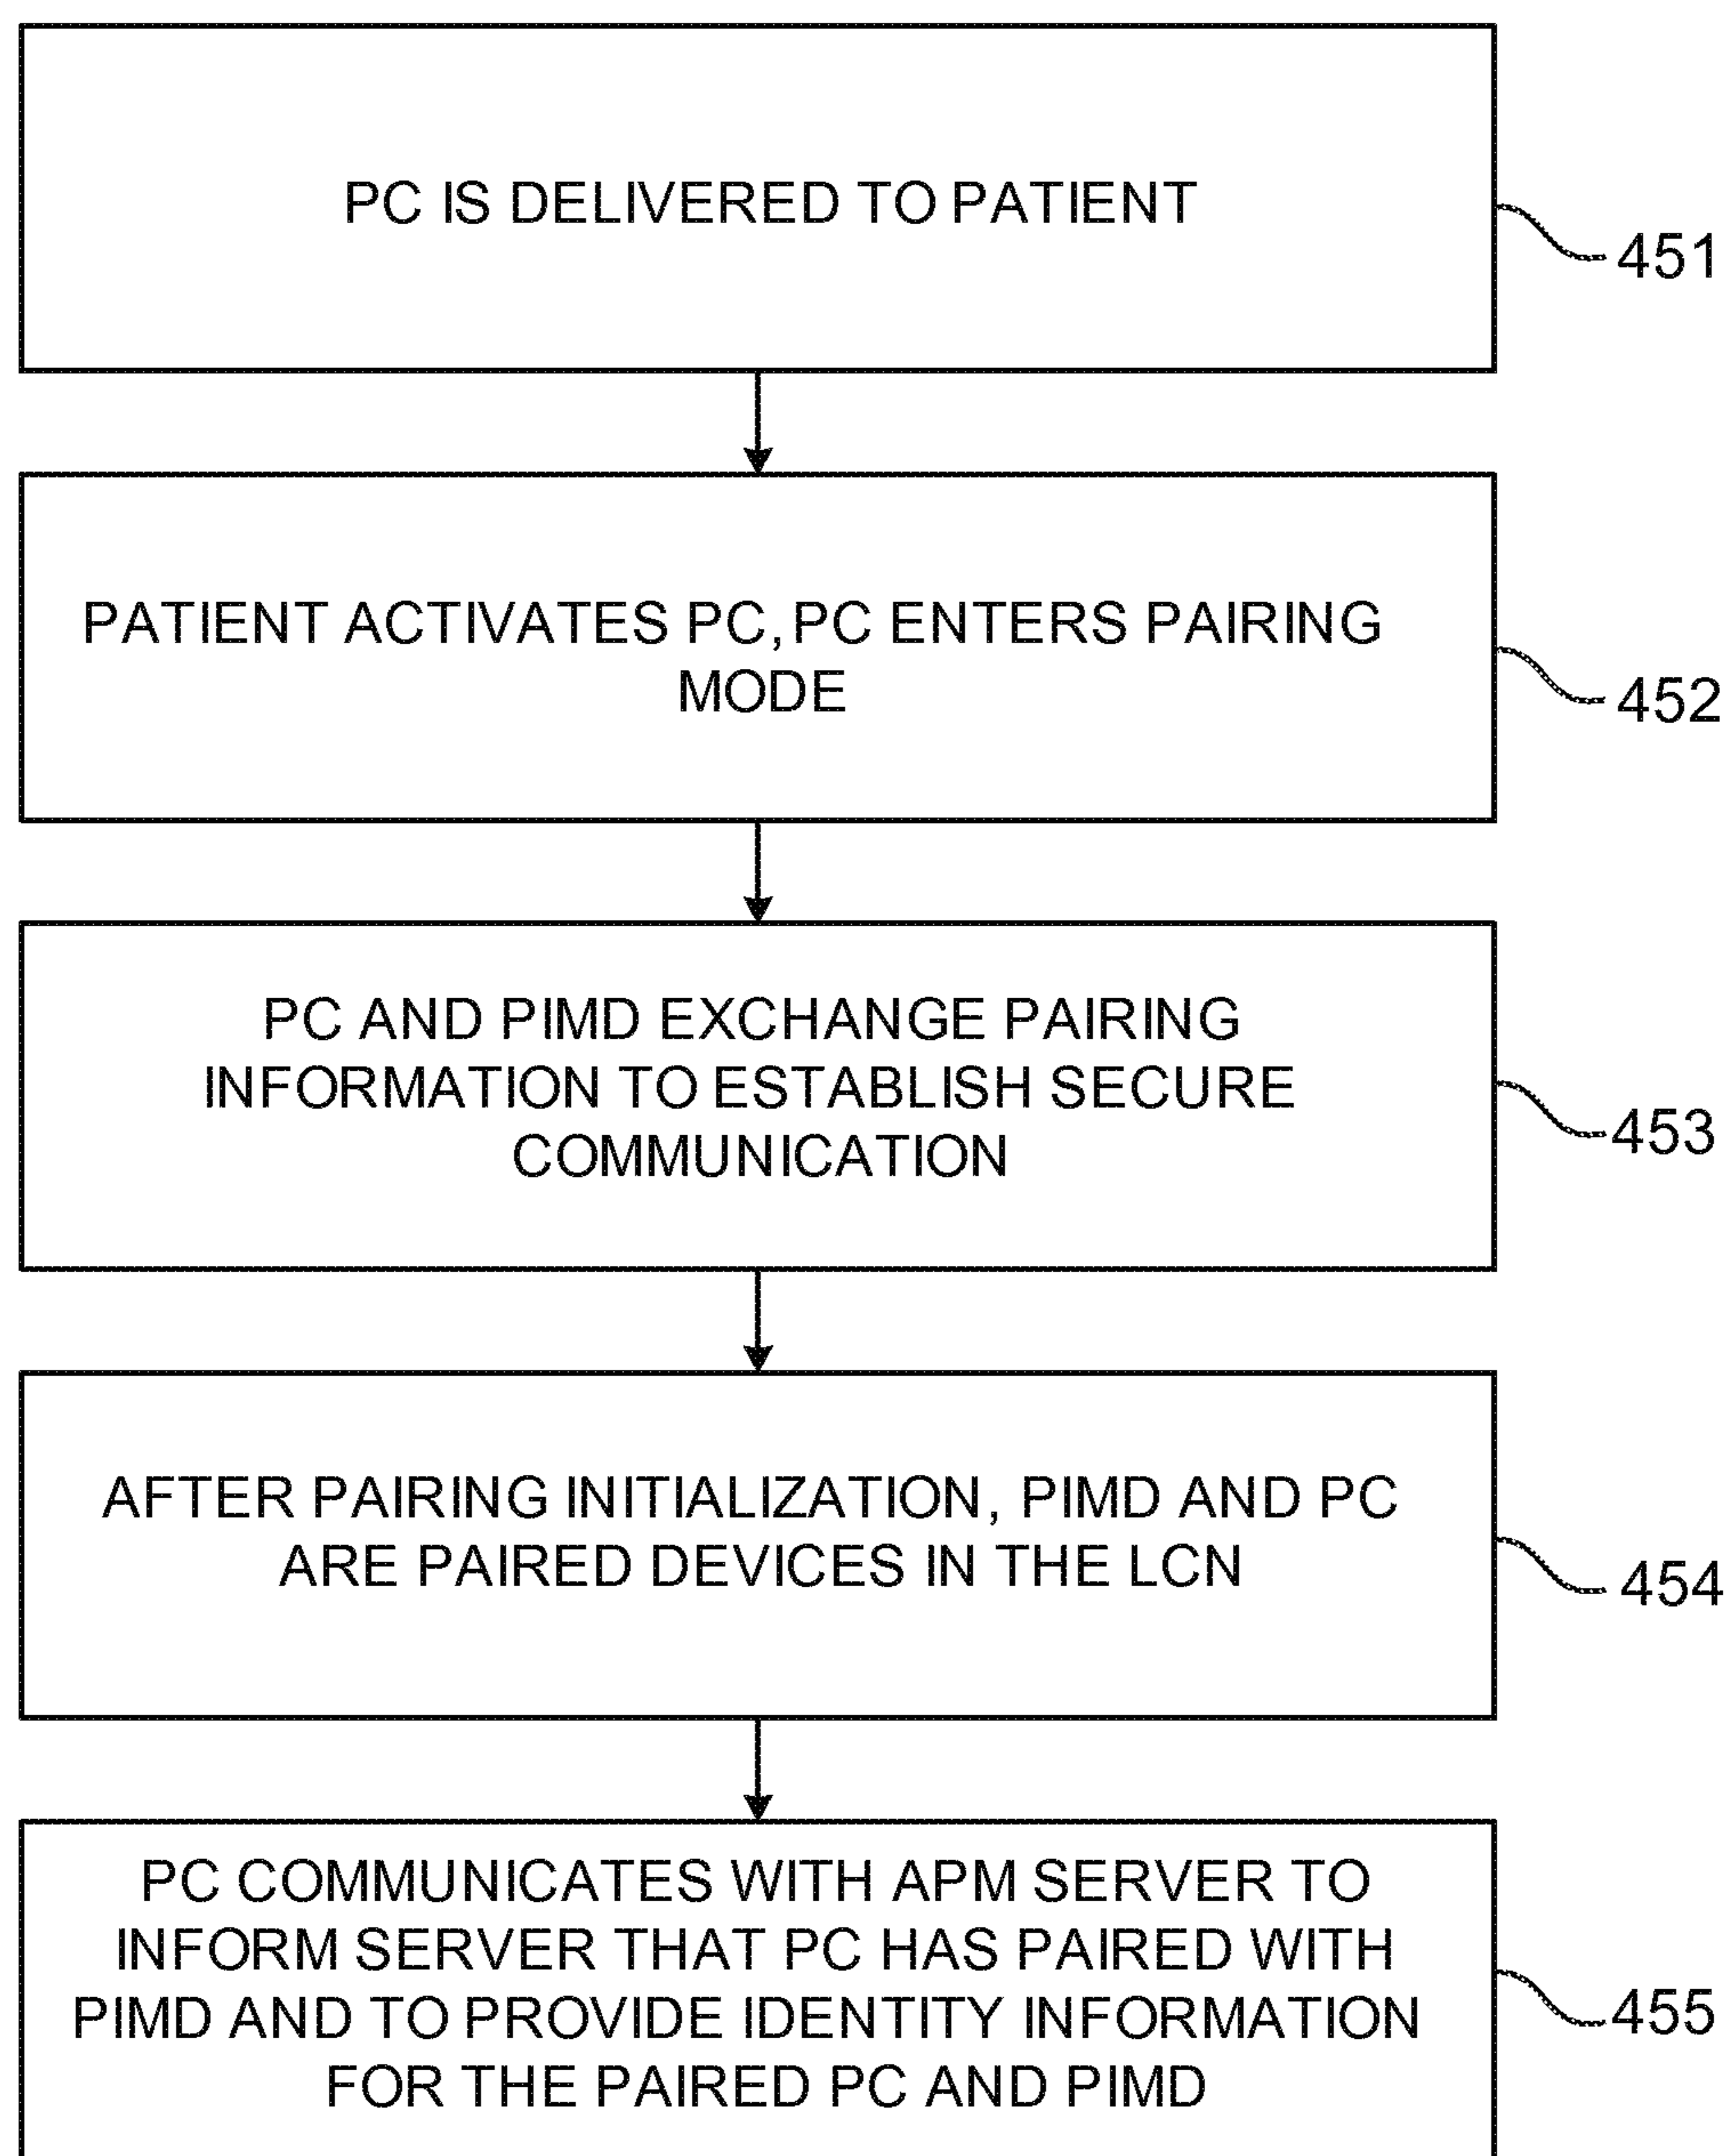 PC IS DELIVERED TO PATIENT
451
PATIENT ACTIVATES PC, PC ENTERS PAIRING
MODE
452
PC AND PIMD EXCHANGE PAIRING
INFORMATION TO ESTABLISH SECURE
COMMUNICATION
453
AFTER PAIRING INITIALIZATION, PIMD AND PC
ARE PAIRED DEVICES IN THE LCN
454
PC COMMUNICATES WITH APM SERVER TO
INFORM SERVER THAT PC HAS PAIRED WITH
PIMD AND TO PROVIDE IDENTITY INFORMATION
FOR THE PAIRED PC AND PIMD
455